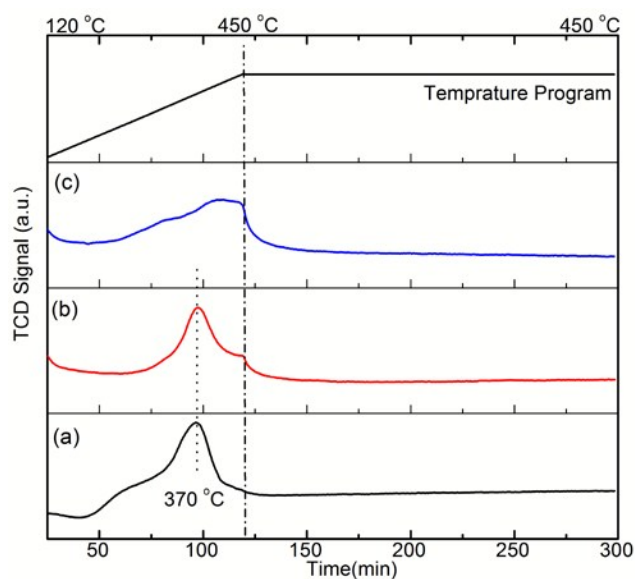 120 °C 450 °C 450 °C
Temprature Program
(c)
(b)
(a)
370 °C
TCD Signal (a.u.)
50 100 150 200 250 300
Time(min)